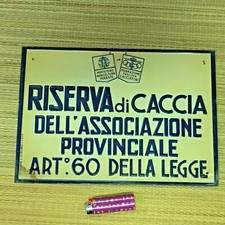 RISERVA di CACCIA
DELL'ASSOCIAZIONE
PROVINCIALE
ART.º 60 DELLA LEGGE